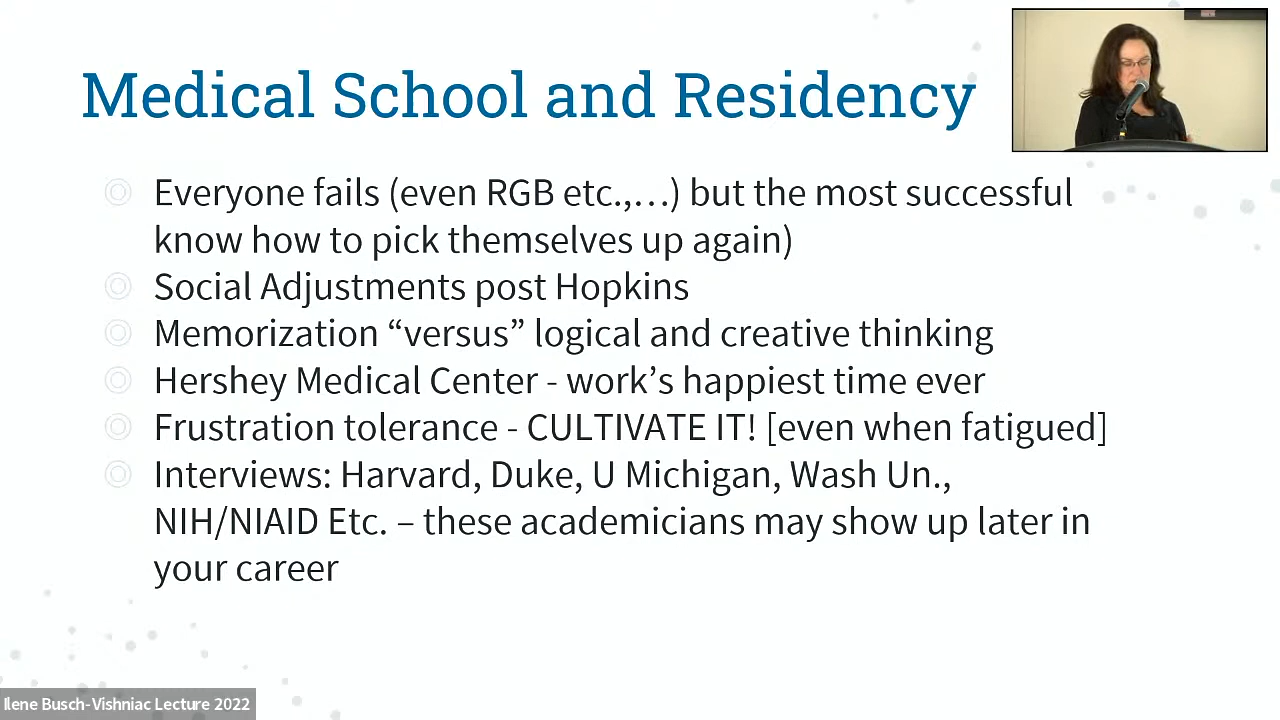 Medical School and Residency
Everyone fails (even RGB etc.,…) but the most successful
know how to pick themselves up again)
Social Adjustments post Hopkins
Memorization “versus” logical and creative thinking
Hershey Medical Center - work’s happiest time ever
Frustration tolerance - CULTIVATE IT! [even when fatigued]
Interviews: Harvard, Duke, U Michigan, Wash Un.,
NIH/NIAID Etc. – these academicians may show up later in
your career
Ilene Busch-Vishniac Lecture 2022